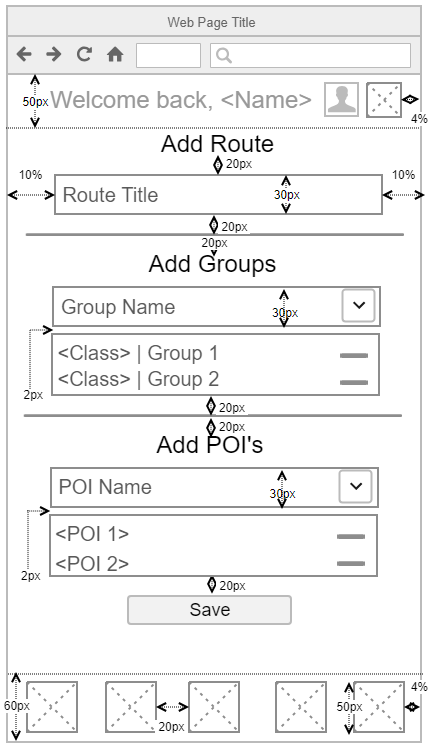 Web Page Title
50px
Welcome back, <Name>
4%
Add Route
20px
10%
10%
Route Title
30px
20px
20px
Add Groups
Group Name
30px
<Class> | Group 1
<Class> | Group 2
2px
20px
20px
Add POI's
POI Name
30px
<POI 1>
<POI 2>
2px
20px
Save
4%
60px
20px
50px